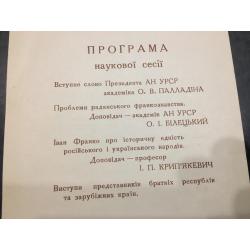 ПРОГРАМА
наукової сесії
Вступне слово Президента АН УРСР
академіка О. В. ПАЛЛАДІНА
Проблеми радянського франкознавства.
Доповідач — академік АН УРСР
О. І. БІЛЕЦЬКИЙ
Іван Франко про історичну єдність
російського і українського народів.
Доповідач — професор
І. П. КРИП'ЯКЕВИЧ
Виступи представників братніх республік
та зарубіжних країн.